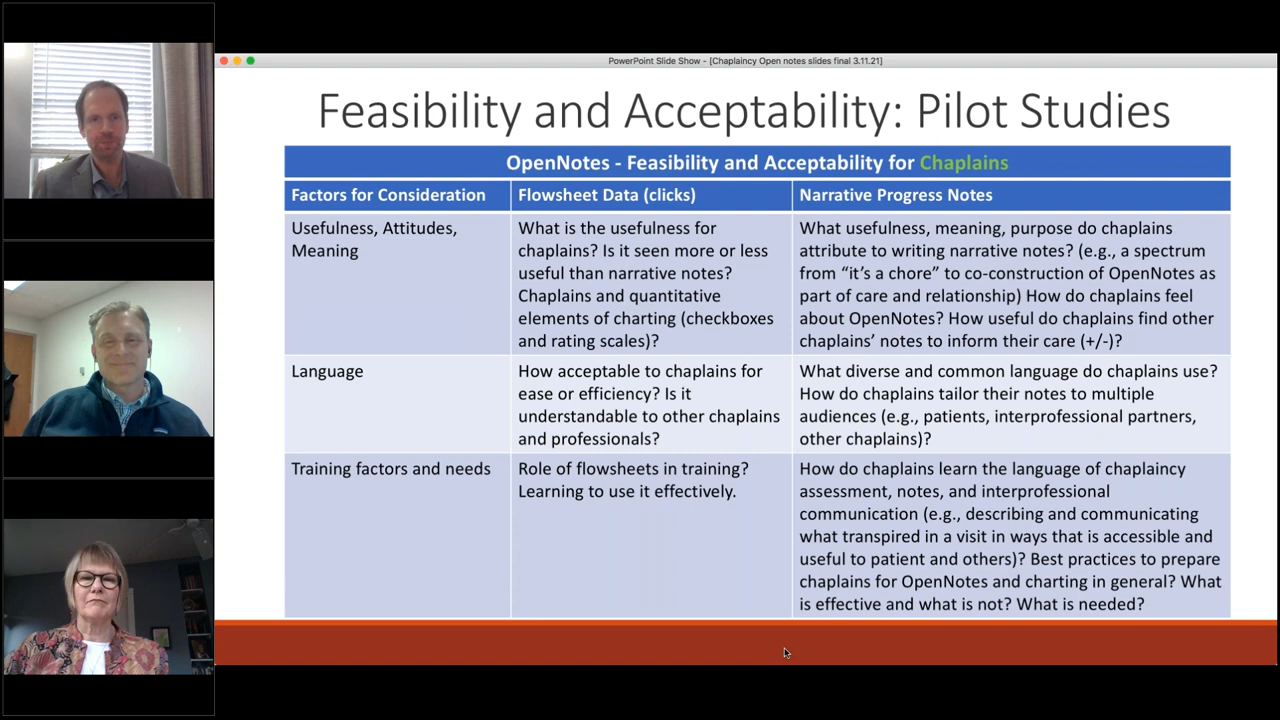 PowerPoint Slide Show - [Chaplaincy Open notes slides final 3.11.21]
Feasibility and Acceptability: Pilot Studies
OpenNotes - Feasibility and Acceptability for Chaplains
Factors for Consideration
Flowsheet Data (clicks)
Narrative Progress Notes
Usefulness, Attitudes,
Meaning
What is the usefulness for
chaplains? Is it seen more or less
useful than narrative notes?
Chaplains and quantitative
elements of charting (checkboxes
and rating scales)?
What usefulness, meaning, purpose do chaplains
attribute to writing narrative notes? (e.g., a spectrum
from “it’s a chore” to co-construction of OpenNotes as
part of care and relationship) How do chaplains feel
about OpenNotes? How useful do chaplains find other
chaplains’ notes to inform their care (+/-)?
Language
How acceptable to chaplains for
ease or efficiency? Is it
understandable to other chaplains
and professionals?
What diverse and common language do chaplains use?
How do chaplains tailor their notes to multiple
audiences (e.g., patients, interprofessional partners,
other chaplains)?
Training factors and needs
Role of flowsheets in training?
Learning to use it effectively.
How do chaplains learn the language of chaplaincy
assessment, notes, and interprofessional
communication (e.g., describing and communicating
what transpired in a visit in ways that is accessible and
useful to patient and others)? Best practices to prepare
chaplains for OpenNotes and charting in general? What
is effective and what is not? What is needed?